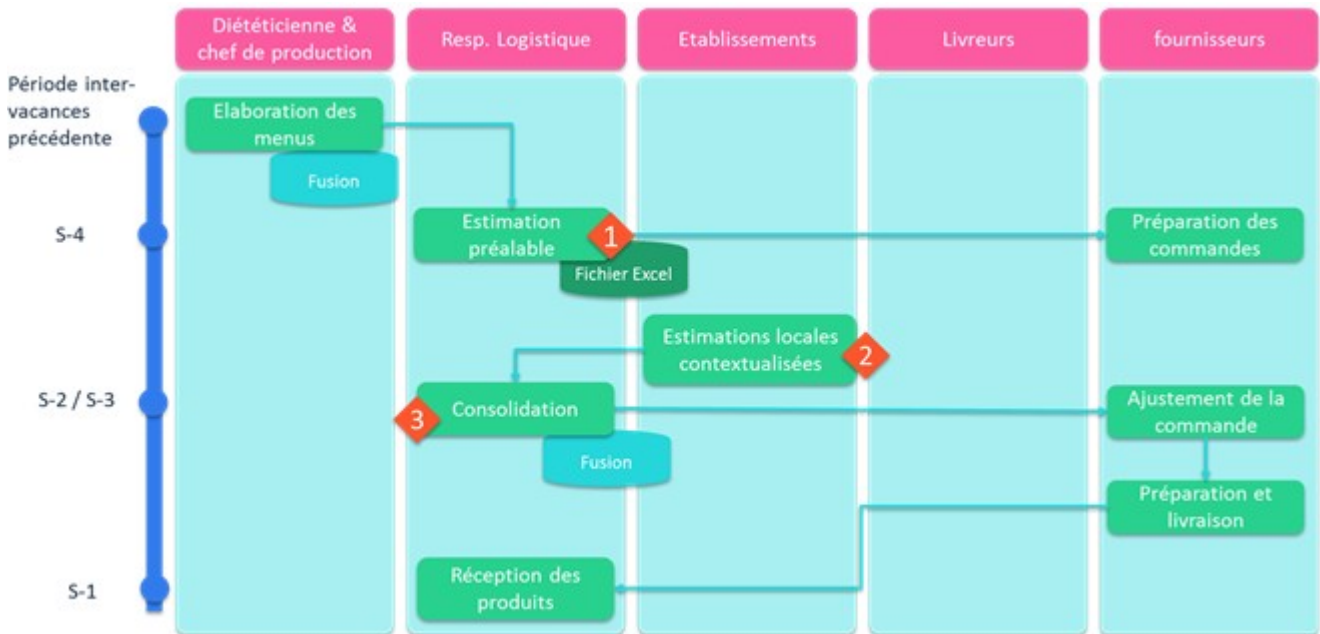 Diététicienne &
chef de production
Resp. Logistique
Etablissements
Livreurs
fournisseurs
Période inter-
vacances
précédente
Elaboration des
menus
Fusion
S-4
Estimation
préalable
1
Fichier Excel
Préparation des
commandes
Estimations locales
contextualisées
2
S-2 / S-3
3
Consolidation
Fusion
Ajustement de la
commande
Préparation et
livraison
S-1
Réception des
produits